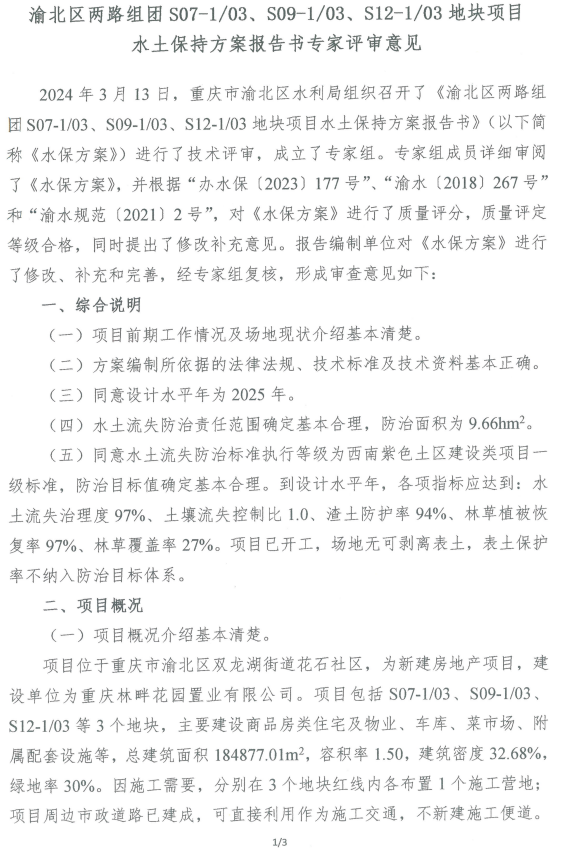 渝北区两路组团 S07-1/03、S09-1/03、S12-1/03 地块项目
水土保持方案报告书专家评审意见
2024 年 3 月 13 日，重庆市渝北区水利局组织召开了《渝北区两路组
团 S07-1/03、S09-1/03、S12-1/03 地块项目水土保持方案报告书》（以下简
称《水保方案》）进行了技术评审，成立了专家组。专家组成员详细审阅
了《水保方案》，并根据“办水保〔2023〕177 号”、“渝水〔2018〕267 号”
和“渝水规范〔2021〕2 号”，对《水保方案》进行了质量评分，质量评定
等级合格，同时提出了修改补充意见。报告编制单位对《水保方案》进行
了修改、补充和完善，经专家组复核，形成审查意见如下：
一、综合说明
（一）项目前期工作情况及场地现状介绍基本清楚。
（二）方案编制所依据的法律法规、技术标准及技术资料基本正确。
（三）同意设计水平年为 2025 年。
（四）水土流失防治责任范围确定基本合理，防治面积为 9.66hm²。
（五）同意水土流失防治标准执行等级为西南紫色土区建设类项目一
级标准，防治目标值确定基本合理。到设计水平年，各项指标应达到：水
土流失治理度 97%、土壤流失控制比 1.0、渣土防护率 94%、林草植被恢
复率 97%、林草覆盖率 27%。项目已开工，场地无可剥离表土，表土保护
率不纳入防治目标体系。
二、项目概况
（一）项目概况介绍基本清楚。
项目位于重庆市渝北区双龙湖街道花石社区，为新建房地产项目，建
设单位为重庆林畔花园置业有限公司。项目包括 S07-1/03、S09-1/03、
S12-1/03 等 3 个地块，主要建设商品房类住宅及物业、车库、菜市场、附
属配套设施等，总建筑面积 184877.01m²，容积率 1.50，建筑密度 32.68%，
绿地率 30%。因施工需要，分别在 3 个地块红线内各布置 1 个施工营地；
项目周边市政道路已建成，可直接利用作为施工交通，不新建施工便道。
1/3